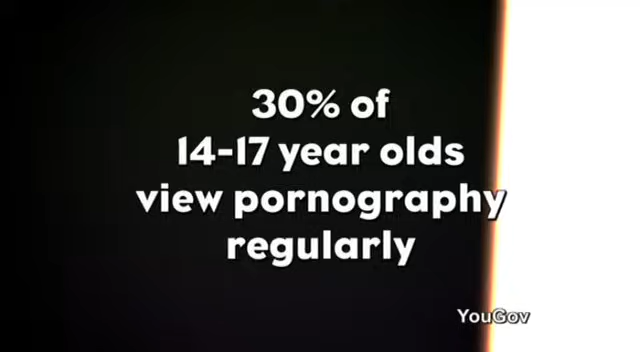 30% of
14-17 year olds
view pornography
regularly
YouGov